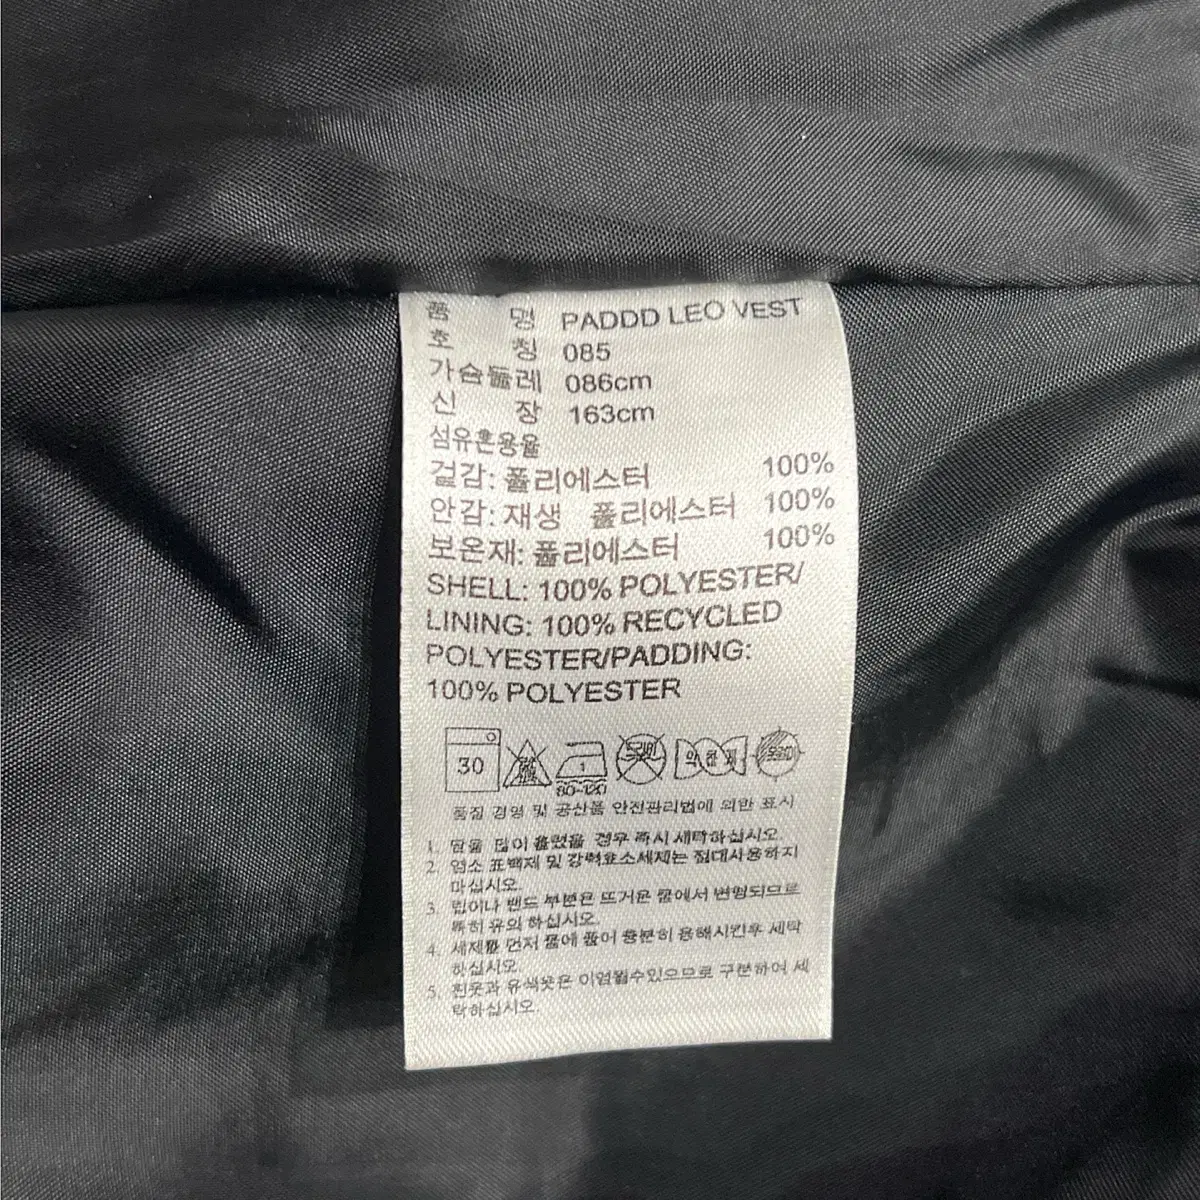 품 명 PADDD LEO VEST
호 칭 085
가슴둘레 086cm
신 장 163cm
섬유혼용율
겉감: 폴리에스터 100%
안감: 재생 폴리에스터 100%
보온재: 폴리에스터 100%
SHELL: 100% POLYESTER/
LINING: 100% RECYCLED
POLYESTER/PADDING:
100% POLYESTER
30 1 80~120 약 하 게
품질 경영 및 공산품 안전관리법에 의한 표시
1. 땀을 많이 흘렸을 경우 즉시 세탁하십시오.
2. 염소 표백제 및 강력효소세제는 절대사용하지
마십시오.
3. 립이나 밴드 부분은 뜨거운 물에서 변형되므로
특히 유의 하십시오.
4. 세제를 먼저 물에 풀어 충분히 용해시킨후 세탁
하십시오.
5. 흰옷과 유색옷은 이염될수있으므로 구분하여 세
탁하십시오.